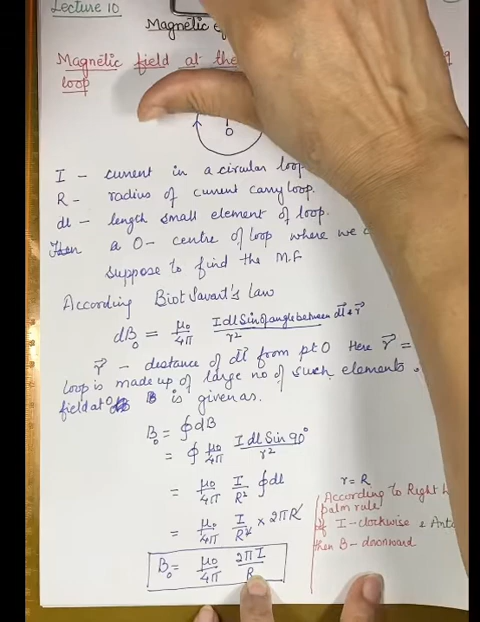 Lecture 10
Magnetic
Magnetic field at the
loop
O
I - current in a circular loop
R - radius of current carry loop.
dl - length small element of loop.
Then a O - centre of loop where we
suppose to find the M.F
According Biot Savart's law
dB₀ = μ₀/4π I dl Sinθ angle between dl⃗ & r⃗ / r²
r⃗ - distance of dl from pt O Here r⃗ =
loop is made up of large no of such elements.
field at O B is given as.
B₀ = ∮dB
= ∮ μ₀/4π I dl Sin 90°/r²
= μ₀/4π I/R² ∮dl
r = R
= μ₀/4π I/R² × 2πR
B₀ = μ₀/4π 2πI/R
According to Right
palm rule
If I - clockwise
then B - downward